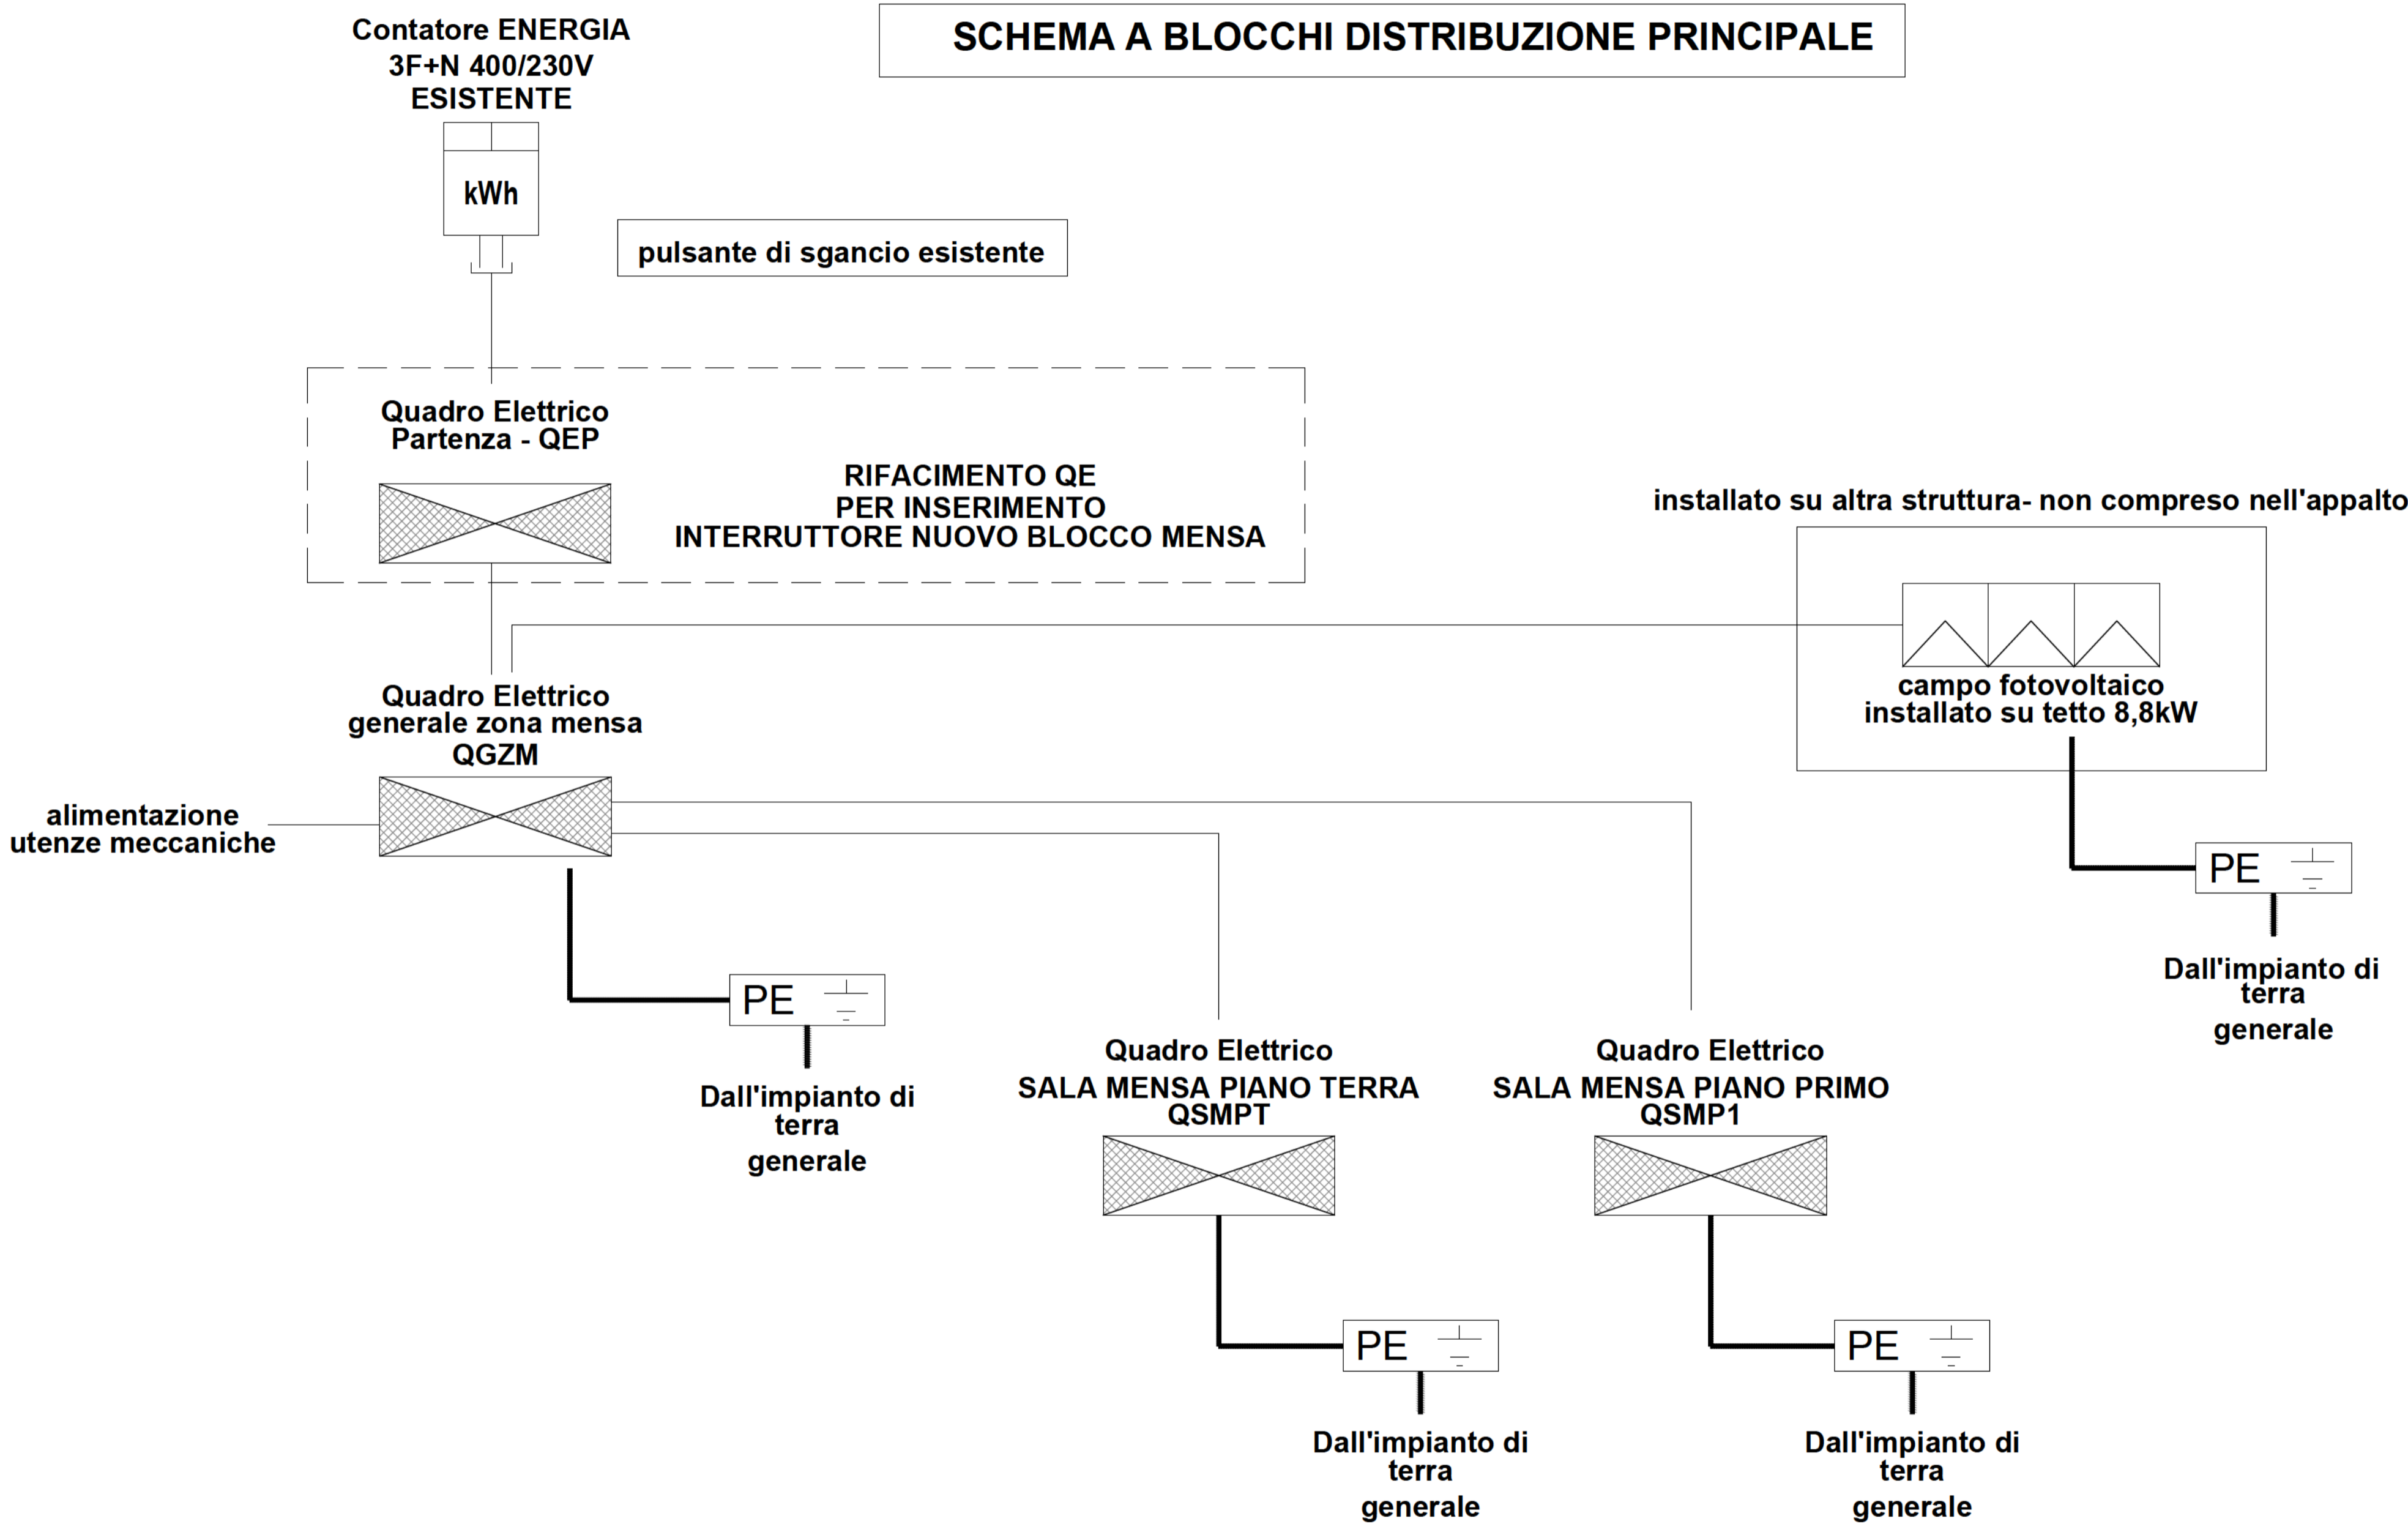 SCHEMA A BLOCCHI DISTRIBUZIONE PRINCIPALE
Contatore ENERGIA
3F+N 400/230V
ESISTENTE
kWh
pulsante di sgancio esistente
Quadro Elettrico
Partenza - QEP
RIFACIMENTO QE
PER INSERIMENTO
INTERRUTTORE NUOVO BLOCCO MENSA
installato su altra struttura- non compreso nell'appalto
campo fotovoltaico
installato su tetto 8,8kW
Quadro Elettrico
generale zona mensa
QGZM
alimentazione
utenze meccaniche
PE
Dall'impianto di
terra
generale
PE
Dall'impianto di
terra
generale
Quadro Elettrico
SALA MENSA PIANO TERRA
QSMPT
Quadro Elettrico
SALA MENSA PIANO PRIMO
QSMP1
PE
Dall'impianto di
terra
generale
PE
Dall'impianto di
terra
generale